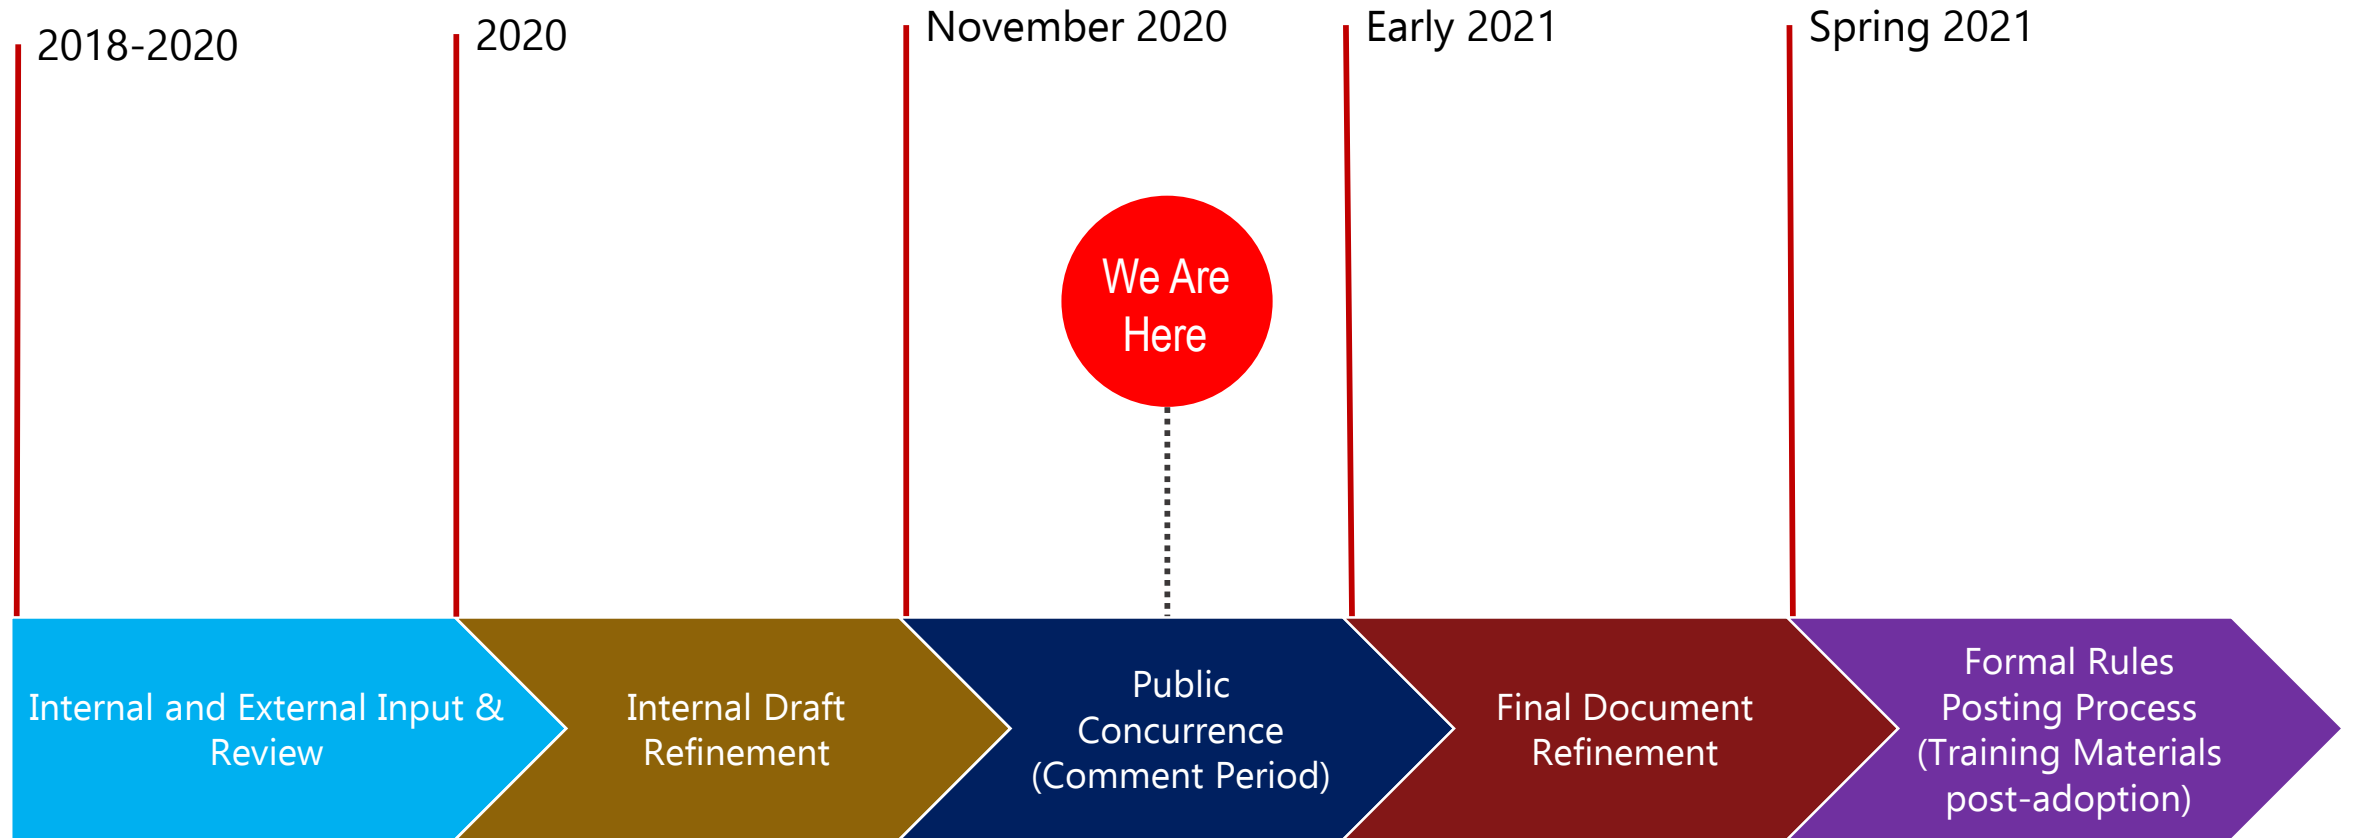 2018-2020
2020
November 2020
Early 2021
Spring 2021
We Are
Here
Internal and External Input &
Review
Internal Draft
Refinement
Public
Concurrence
(Comment Period)
Final Document
Refinement
Formal Rules
Posting Process
(Training Materials
post-adoption)